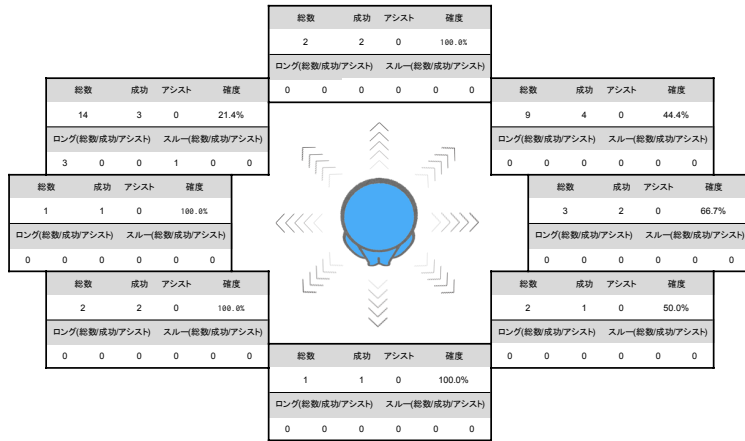 総数 成功 アシスト 確度
2 2 0 100.0%
ロング(総数/成功/アシスト) スルー(総数/成功/アシスト)
0 0 0 0 0 0
総数 成功 アシスト 確度
14 3 0 21.4%
ロング(総数/成功/アシスト) スルー(総数/成功/アシスト)
3 0 0 1 0 0
総数 成功 アシスト 確度
9 4 0 44.4%
ロング(総数/成功/アシスト) スルー(総数/成功/アシスト)
0 0 0 0 0 0
総数 成功 アシスト 確度
1 1 0 100.0%
ロング(総数/成功/アシスト) スルー(総数/成功/アシスト)
0 0 0 0 0 0
総数 成功 アシスト 確度
3 2 0 66.7%
ロング(総数/成功/アシスト) スルー(総数/成功/アシスト)
0 0 0 0 0 0
総数 成功 アシスト 確度
2 2 0 100.0%
ロング(総数/成功/アシスト) スルー(総数/成功/アシスト)
0 0 0 0 0 0
総数 成功 アシスト 確度
2 1 0 50.0%
ロング(総数/成功/アシスト) スルー(総数/成功/アシスト)
0 0 0 0 0 0
総数 成功 アシスト 確度
1 1 0 100.0%
ロング(総数/成功/アシスト) スルー(総数/成功/アシスト)
0 0 0 0 0 0